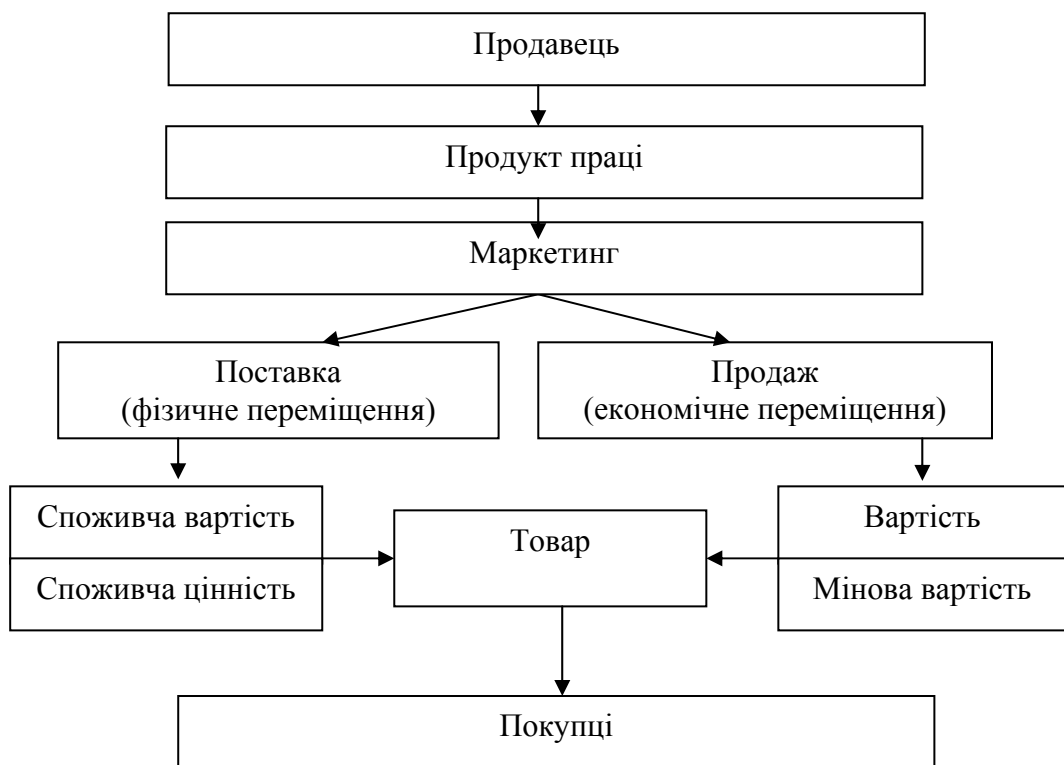 Продавець
Продукт праці
Маркетинг
Поставка
(фізичне переміщення)
Продаж
(економічне переміщення)
Споживча вартість
Споживча цінність
Товар
Вартість
Мінова вартість
Покупці